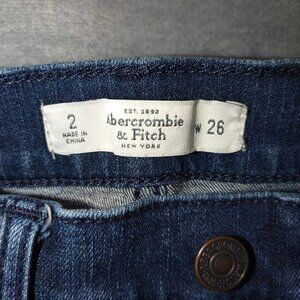 2
MADE IN
CHINA
EST. 1892
Abercrombie
& Fitch
NEW YORK
W 26